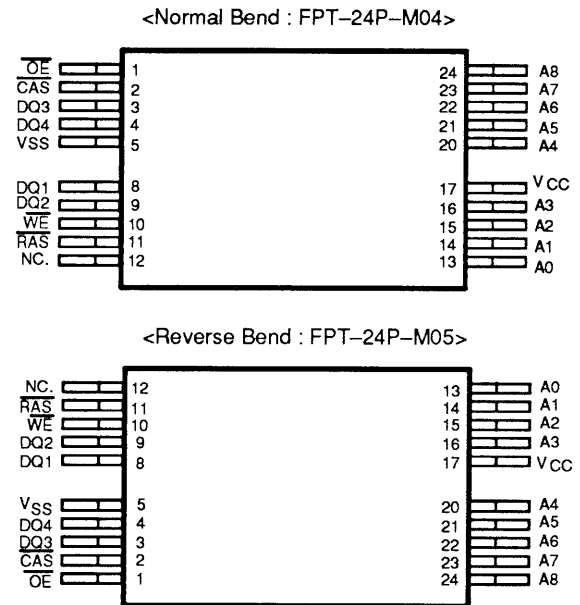 <Normal Bend : FPT–24P–M04>
OE 1 24 A8
CAS 2 23 A7
DQ3 3 22 A6
DQ4 4 21 A5
VSS 5 20 A4
DQ1 8 17 VCC
DQ2 9 16 A3
WE 10 15 A2
RAS 11 14 A1
NC. 12 13 A0
<Reverse Bend : FPT–24P–M05>
NC. 12 13 A0
RAS 11 14 A1
WE 10 15 A2
DQ2 9 16 A3
DQ1 8 17 VCC
VSS 5 20 A4
DQ4 4 21 A5
DQ3 3 22 A6
CAS 2 23 A7
OE 1 24 A8